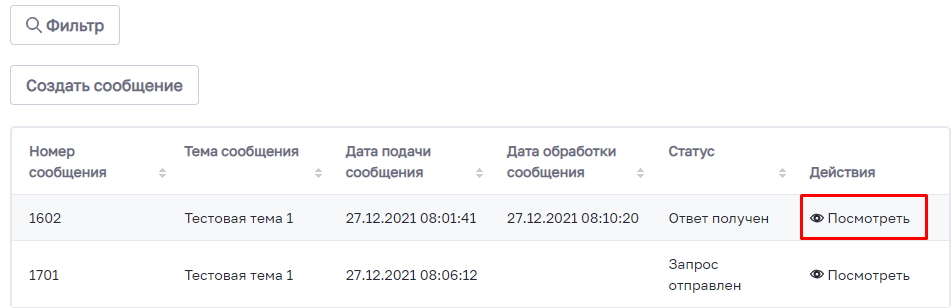 Фильтр
Создать сообщение
Номер сообщения Тема сообщения Дата подачи сообщения Дата обработки сообщения Статус Действия
1602 Тестовая тема 1 27.12.2021 08:01:41 27.12.2021 08:10:20 Ответ получен Посмотреть
1701 Тестовая тема 1 27.12.2021 08:06:12 Запрос отправлен Посмотреть